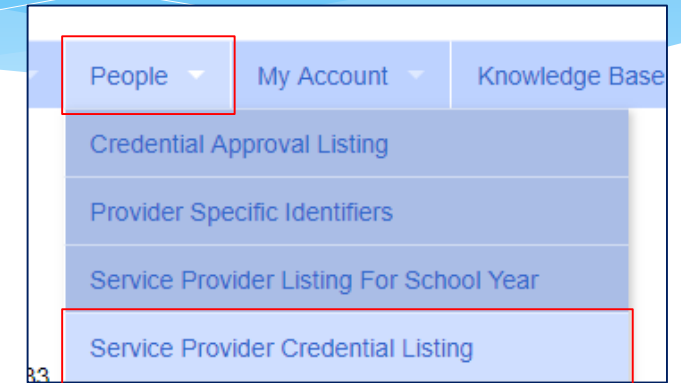 People My Account Knowledge Base
Credential Approval Listing
Provider Specific Identifiers
Service Provider Listing For School Year
Service Provider Credential Listing